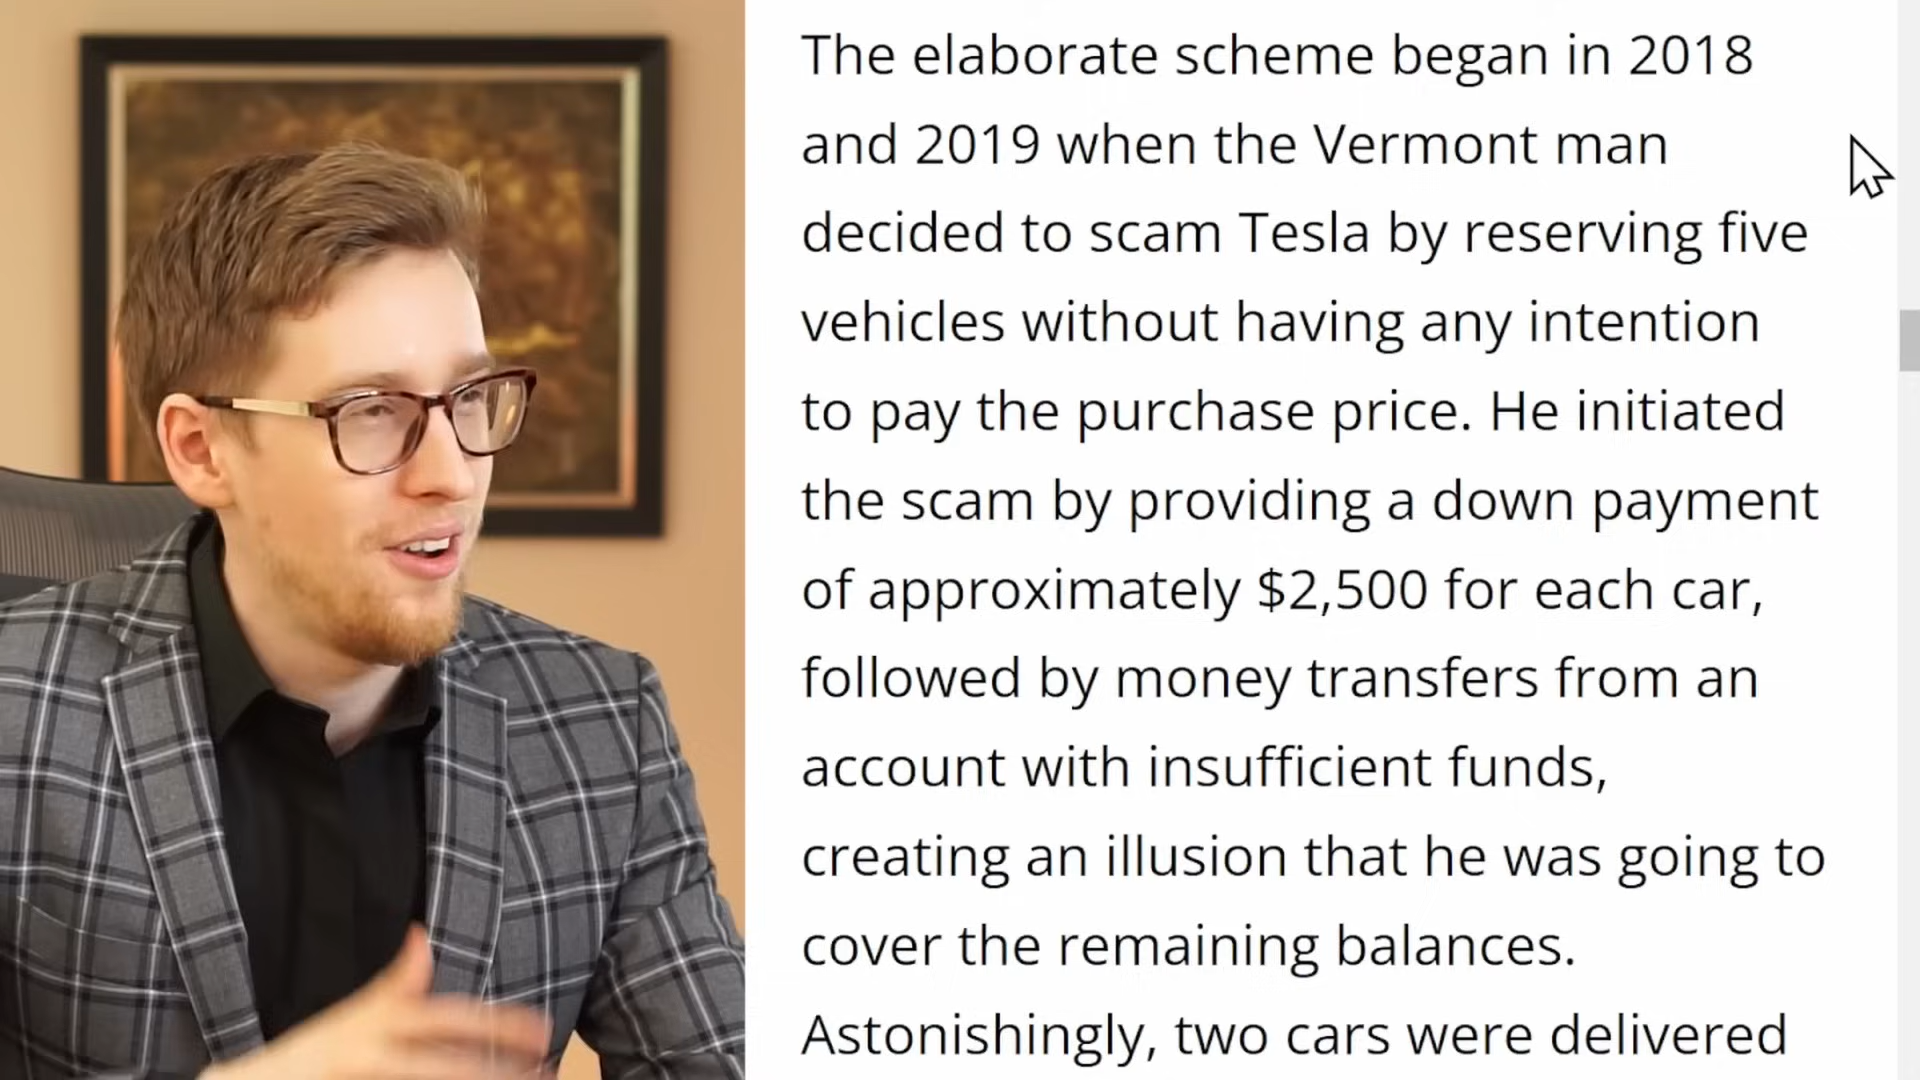 The elaborate scheme began in 2018
and 2019 when the Vermont man
decided to scam Tesla by reserving five
vehicles without having any intention
to pay the purchase price. He initiated
the scam by providing a down payment
of approximately $2,500 for each car,
followed by money transfers from an
account with insufficient funds,
creating an illusion that he was going to
cover the remaining balances.
Astonishingly, two cars were delivered